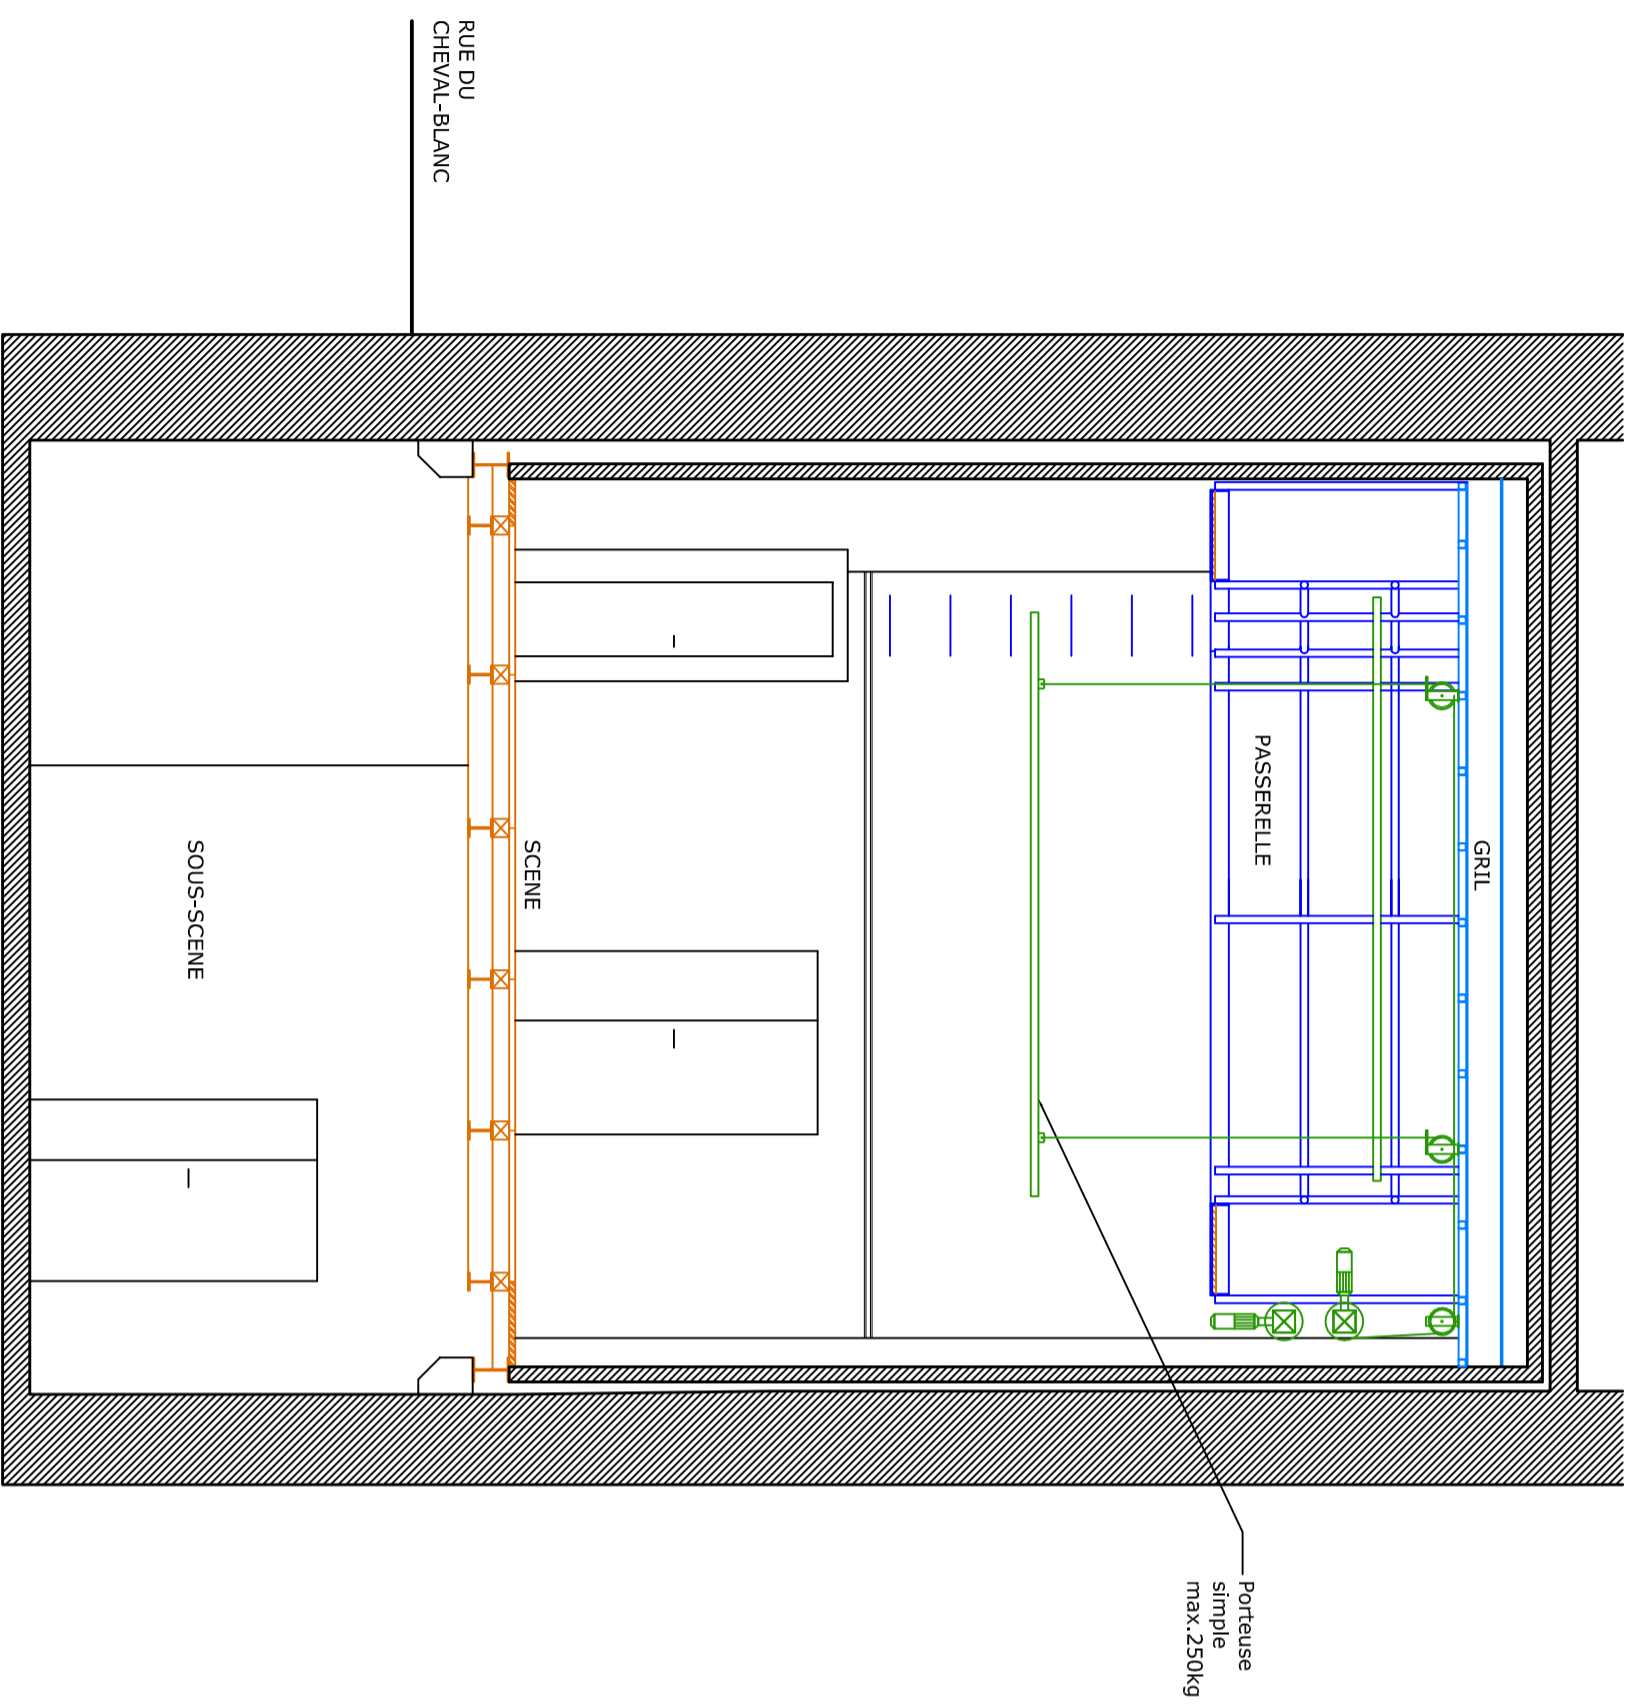 RUE DU
CHEVAL-BLANC
GRIL
PASSERELLE
SCENE
SOUS-SCENE
Porteuse
simple
max.250kg